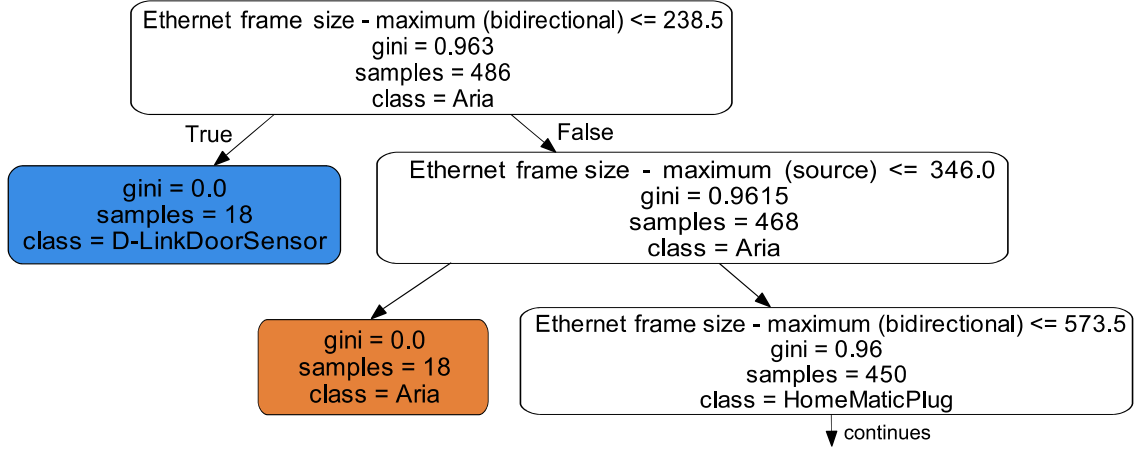 Ethernet frame size - maximum (bidirectional) <= 238.5
gini = 0.963
samples = 486
class = Aria
True
False
gini = 0.0
samples = 18
class = D-LinkDoorSensor
Ethernet frame size - maximum (source) <= 346.0
gini = 0.9615
samples = 468
class = Aria
gini = 0.0
samples = 18
class = Aria
Ethernet frame size - maximum (bidirectional) <= 573.5
gini = 0.96
samples = 450
class = HomeMaticPlug
continues